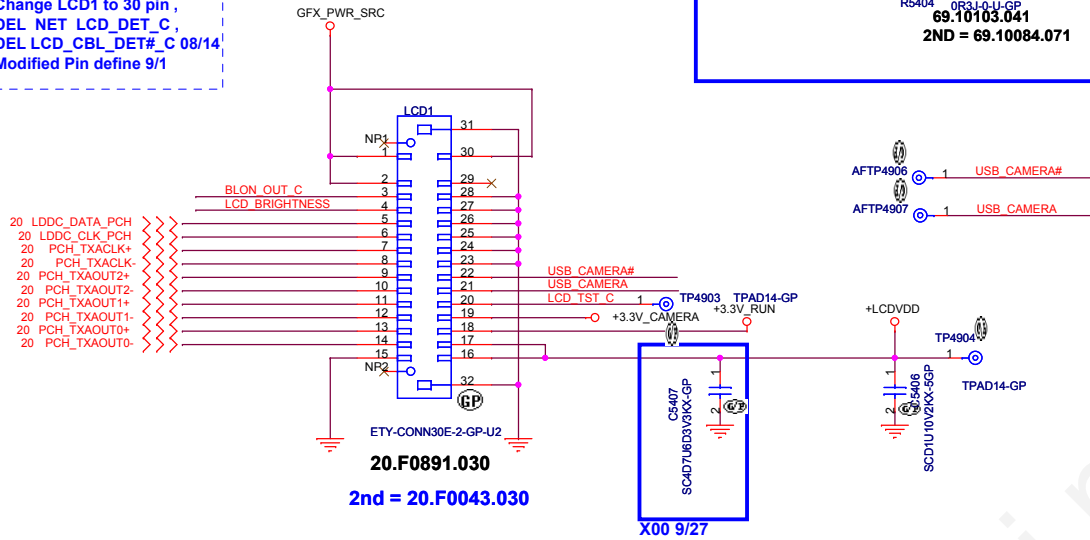 Change LCD1 to 30 pin ,
DEL NET LCD_DET_C ,
DEL LCD_CBL_DET#_C 08/14
Modified Pin define 9/1
GFX_PWR_SRC
R5404 0R3J-0-U-GP
69.10103.041
2ND = 69.10084.071
LCD1
NP1
31
1
30
2
29
BLON_OUT_C
3
28
LCD_BRIGHTNESS
4
27
20 LDDC_DATA_PCH
5
26
20 LDDC_CLK_PCH
6
25
20 PCH_TXACLK+
7
24
20 PCH_TXACLK-
8
23
20 PCH_TXAOUT2+
9
22
USB_CAMERA#
20 PCH_TXAOUT2-
10
21
USB_CAMERA
20 PCH_TXAOUT1+
11
20
LCD_TST_C
1
TP4903 TPAD14-GP
20 PCH_TXAOUT1-
12
19
+3.3V_CAMERA
+3.3V_RUN
20 PCH_TXAOUT0+
13
18
20 PCH_TXAOUT0-
14
17
15
16
NP2
32
GP
ETY-CONN30E-2-GP-U2
20.F0891.030
2nd = 20.F0043.030
AFTP4906
1
USB_CAMERA#
AFTP4907
1
USB_CAMERA
+LCDVDD
TP4904
1
TPAD14-GP
1
2
C5407
SC4D7U6D3V3KX-GP
X00 9/27
1
2
C5406
SCD1U10V2KX-5GP